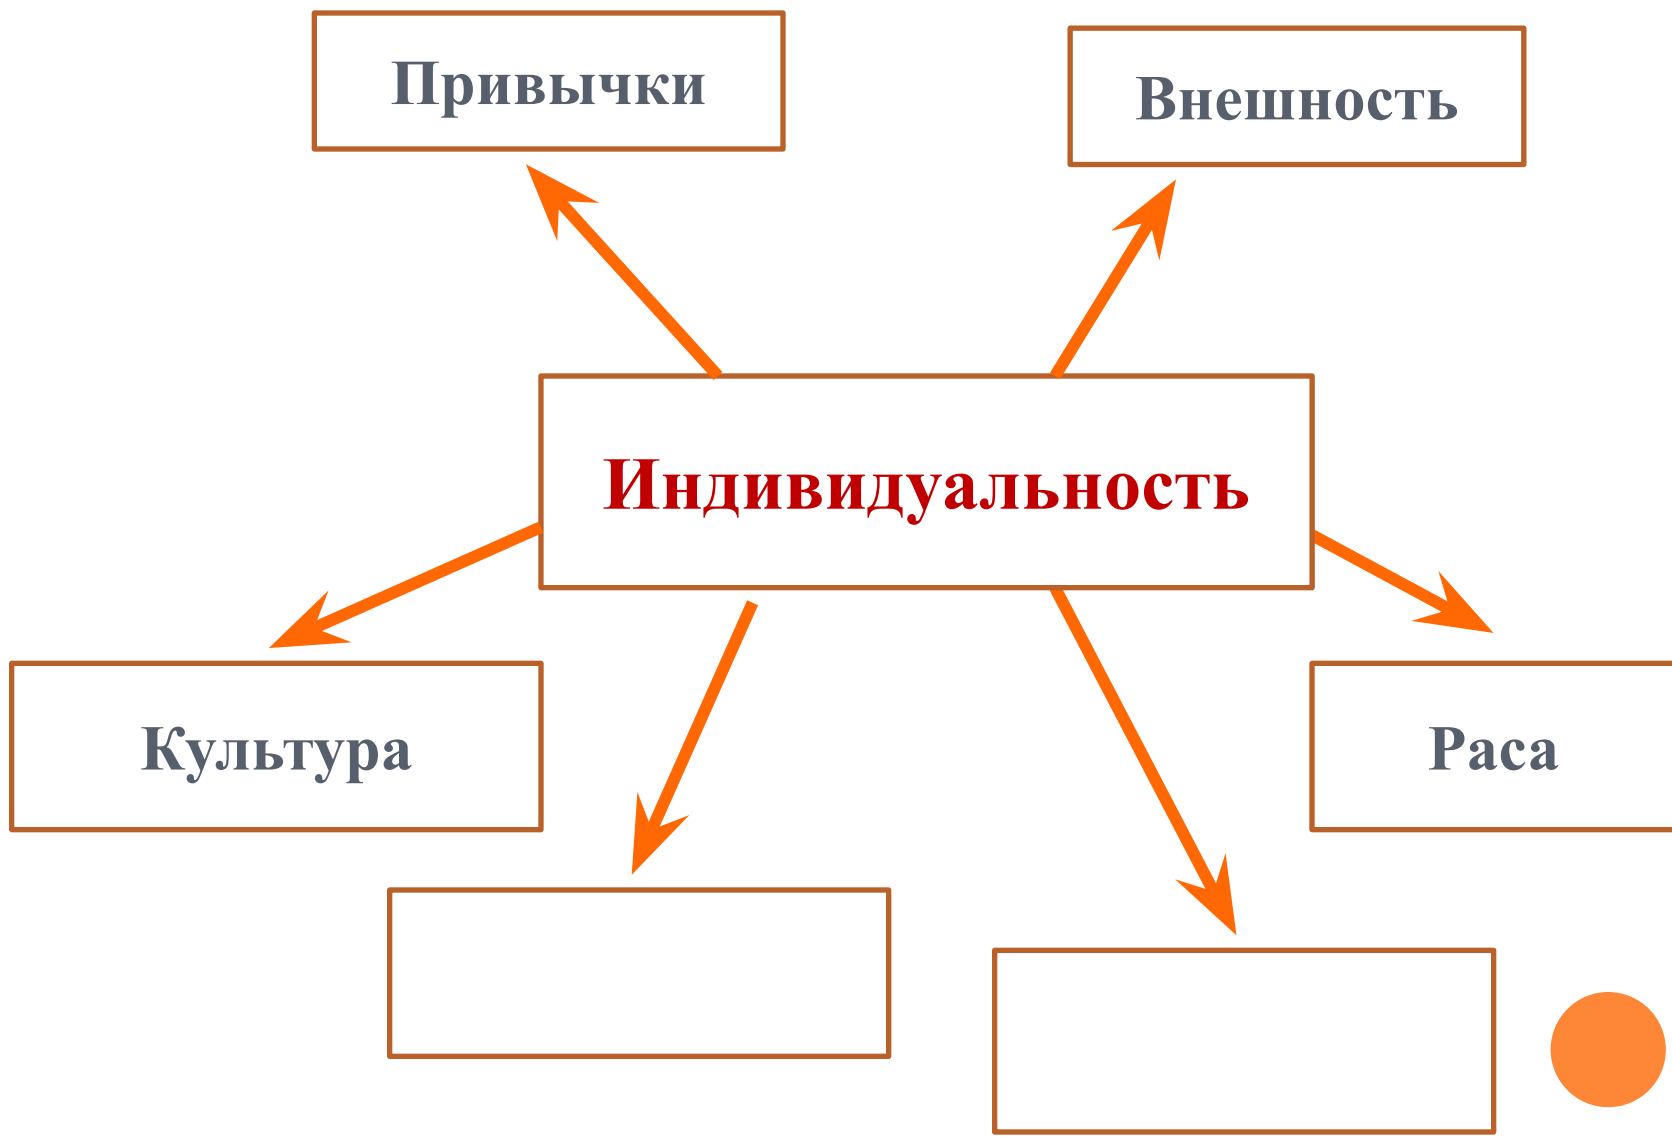 Привычки
Внешность
Индивидуальность
Культура
Раса